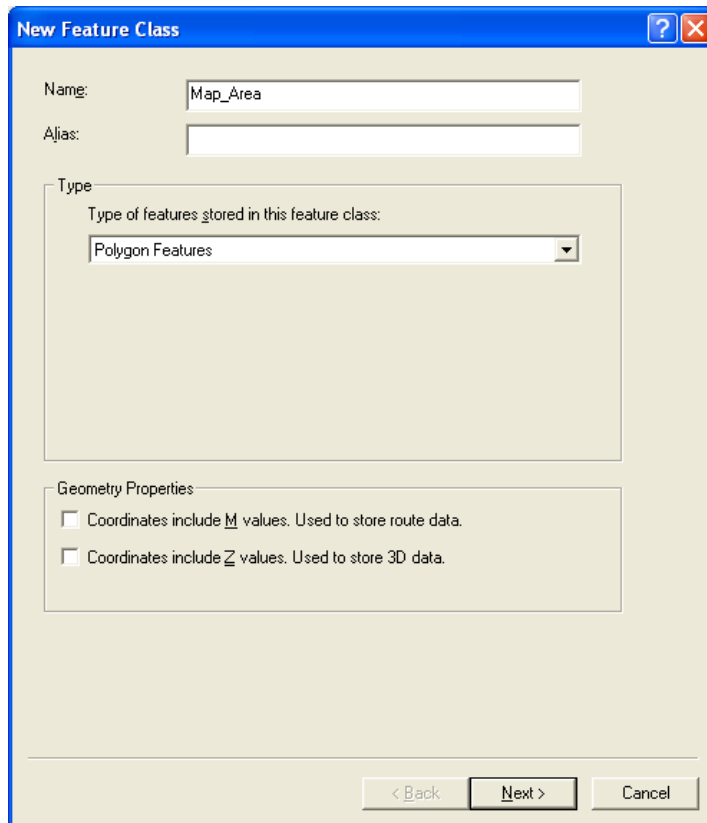 New Feature Class
Name:
Map_Area
Alias:
Type
Type of features stored in this feature class:
Polygon Features
Geometry Properties
Coordinates include M values. Used to store route data.
Coordinates include Z values. Used to store 3D data.
< Back
Next >
Cancel